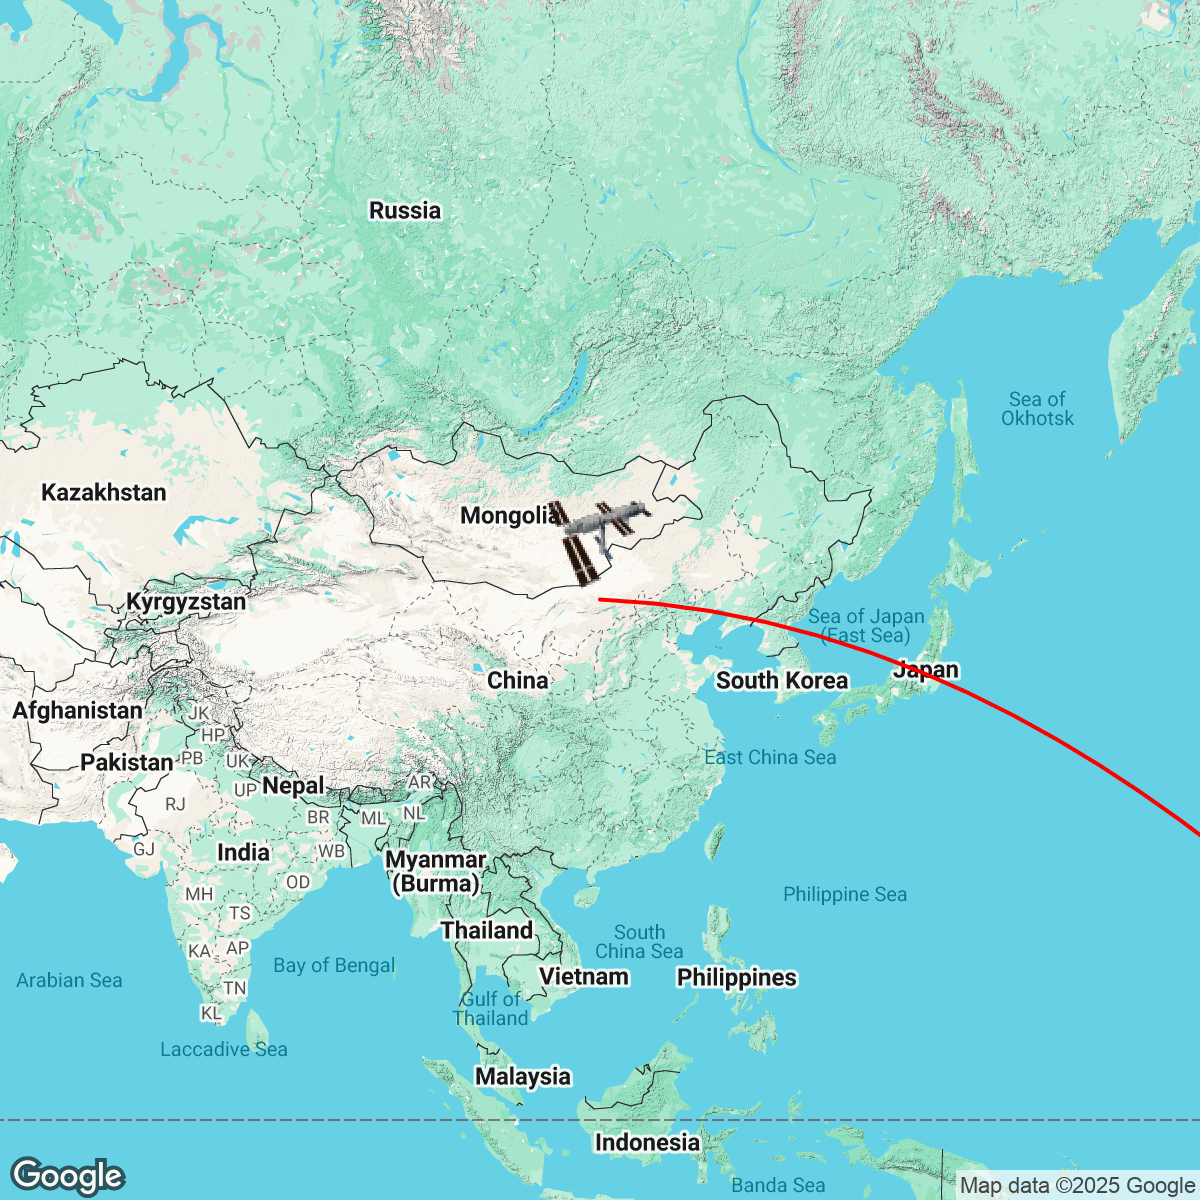 Russia
Sea of
Okhotsk
Kazakhstan
Mongolia
Kyrgyzstan
Sea of Japan
(East Sea)
Japan
China
South Korea
Afghanistan
JK
HP
Pakistan
PB
UK
East China Sea
Nepal
UP
AR
RJ
BR
ML
NL
GJ
India
WB
Myanmar
(Burma)
OD
MH
Philippine Sea
TS
Thailand
South
China Sea
KA
AP
Bay of Bengal
Arabian Sea
Vietnam
Philippines
TN
Gulf of
Thailand
KL
Laccadive Sea
Malaysia
Indonesia
Banda Sea
Google
Map data ©2025 Google